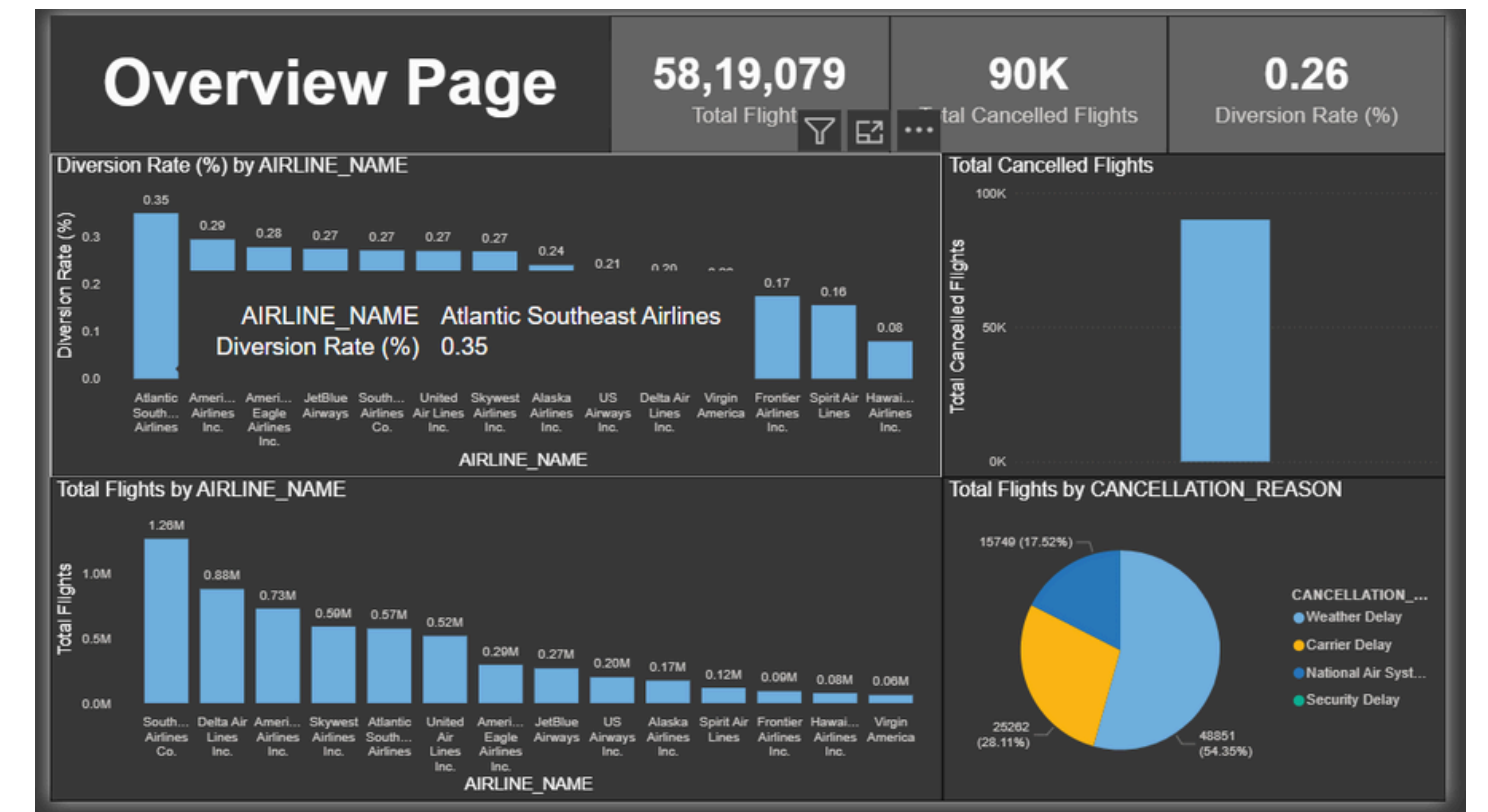 Overview Page
58,19,079
Total Flight
90K
tal Cancelled Flights
0.26
Diversion Rate (%)
Diversion Rate (%) by AIRLINE_NAME
Diversion Rate (%)
0.3
0.2
0.1
0.0
0.35
0.29
0.28
0.27
0.27
0.27
0.27
0.24
0.21
0.20
0.17
0.16
0.08
AIRLINE_NAME Atlantic Southeast Airlines
Diversion Rate (%) 0.35
Atlantic
South...
Airlines
Ameri...
Airlines
Inc.
Ameri...
Eagle
Airlines
Inc.
JetBlue
Airways
South...
Airlines
Co.
United
Air Lines
Inc.
Skywest
Airlines
Inc.
Alaska
Airlines
Inc.
US
Airways
Inc.
Delta Air
Lines
Inc.
Virgin
America
Frontier
Airlines
Inc.
Spirit Air
Lines
Hawai...
Airlines
Inc.
AIRLINE_NAME
Total Cancelled Flights
Total Cancelled Flights
100K
50K
0K
Total Flights by AIRLINE_NAME
Total Flights
1.0M
0.5M
0.0M
1.26M
0.88M
0.73M
0.59M
0.57M
0.52M
0.29M
0.27M
0.20M
0.17M
0.12M
0.09M
0.08M
0.06M
South...
Airlines
Co.
Delta Air
Lines
Inc.
Ameri...
Airlines
Inc.
Skywest
Airlines
Inc.
Atlantic
South...
Airlines
United
Air
Lines
Inc.
Ameri...
Eagle
Airlines
Inc.
JetBlue
Airways
US
Airways
Inc.
Alaska
Airlines
Inc.
Spirit Air
Lines
Frontier
Airlines
Inc.
Hawai...
Airlines
Inc.
Virgin
America
AIRLINE_NAME
Total Flights by CANCELLATION_REASON
15749 (17.52%)
25262
(28.11%)
48851
(54.35%)
CANCELLATION_...
Weather Delay
Carrier Delay
National Air Syst...
Security Delay